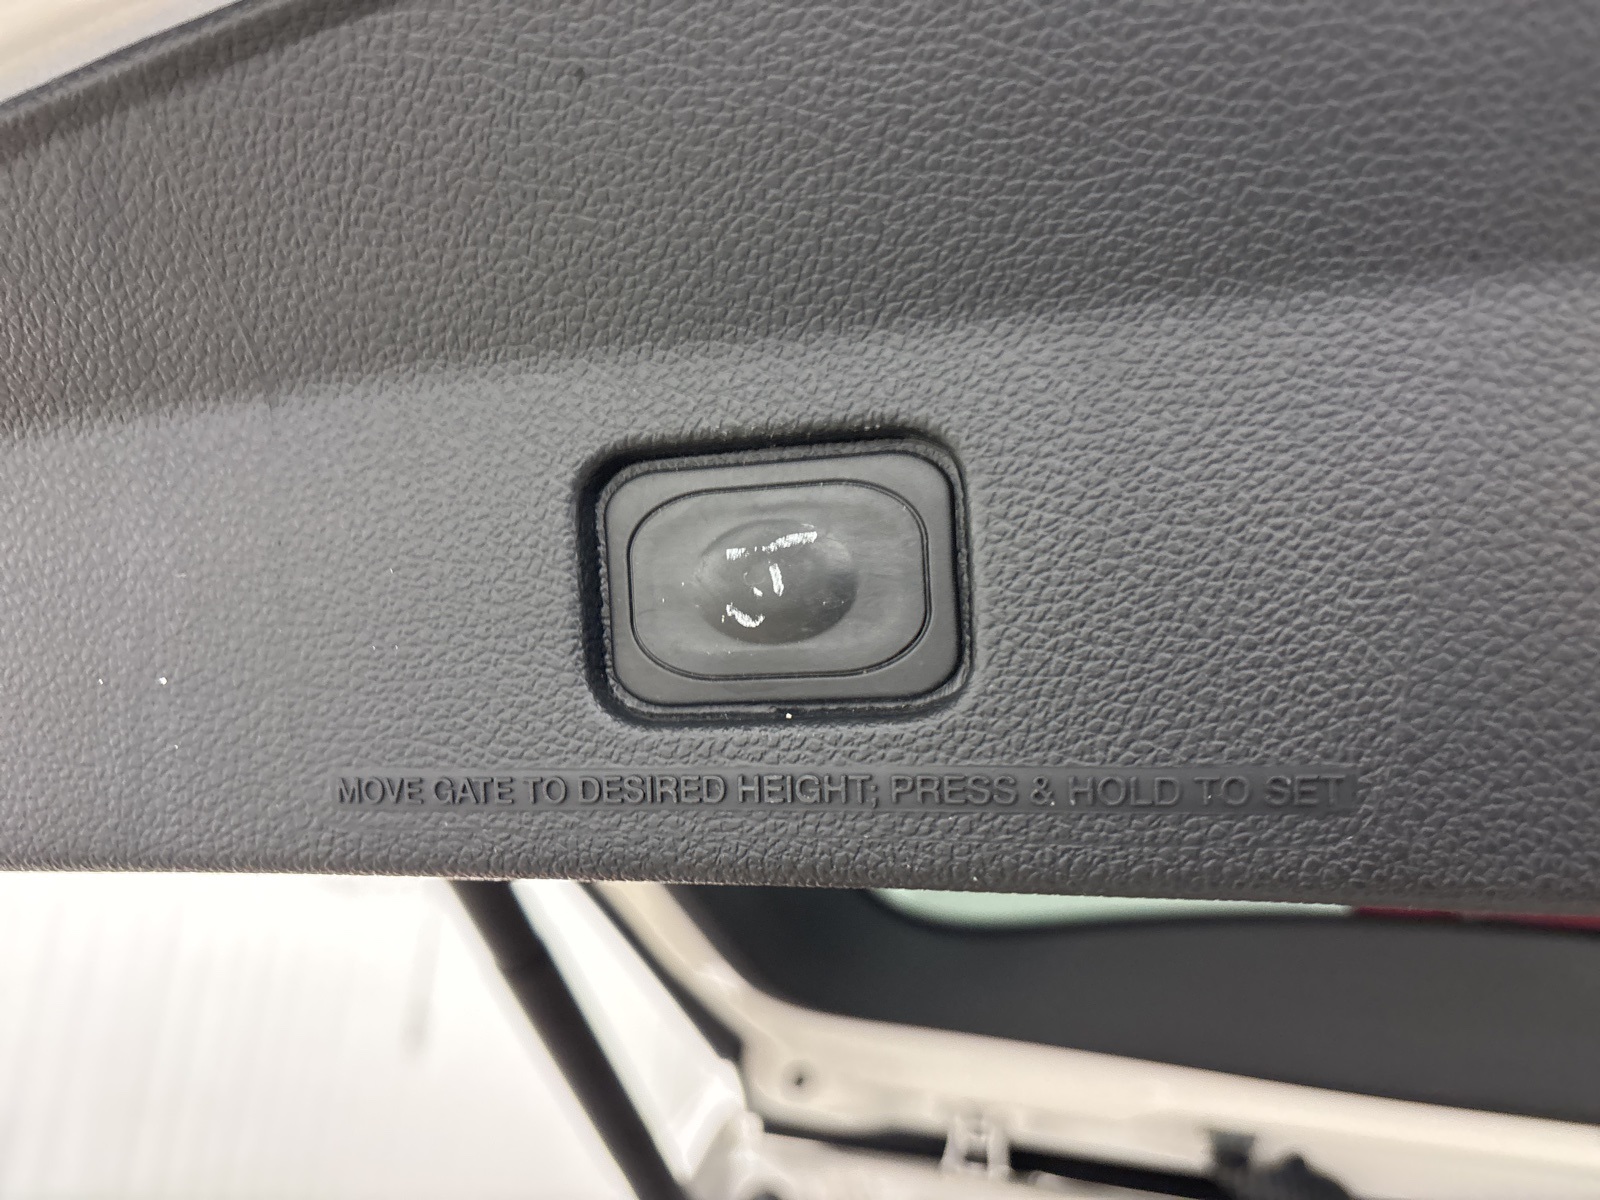 MOVE GATE TO DESIRED HEIGHT; PRESS & HOLD TO SET